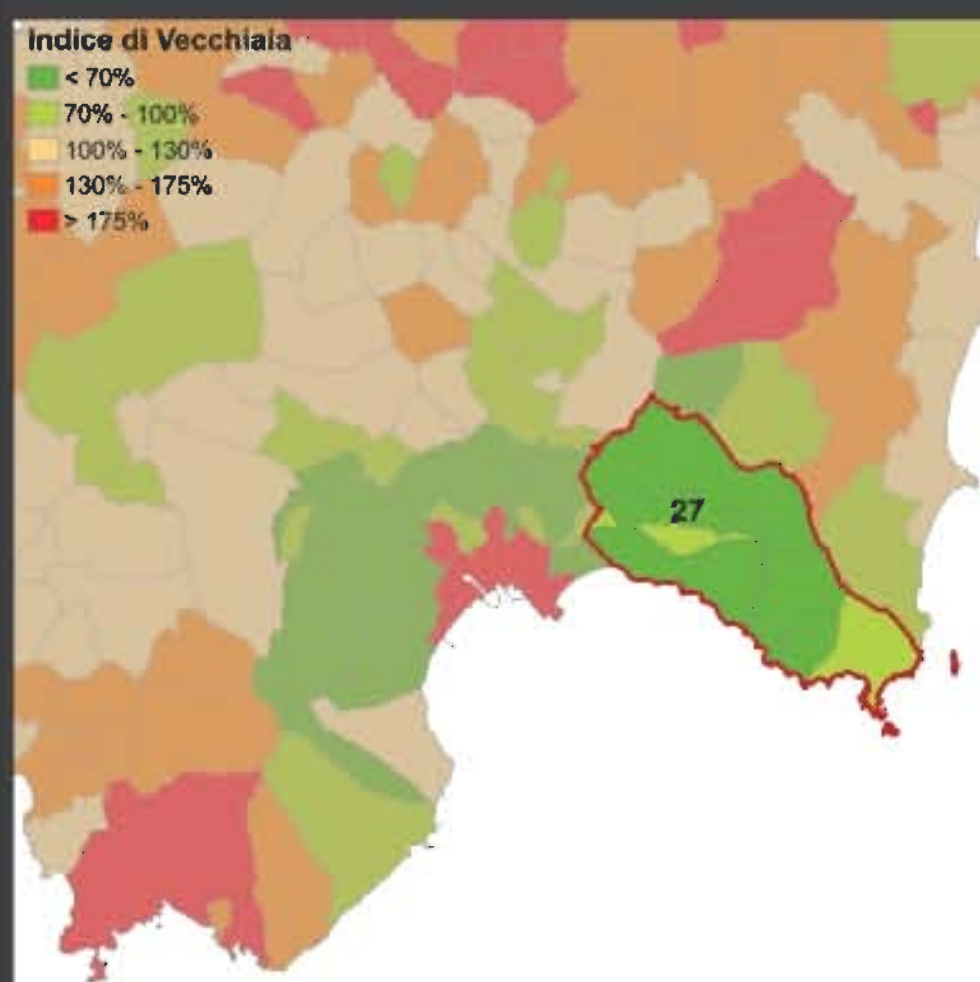 Indice di Vecchiaia
< 70%
70% - 100%
100% - 130%
130% - 175%
> 175%
27